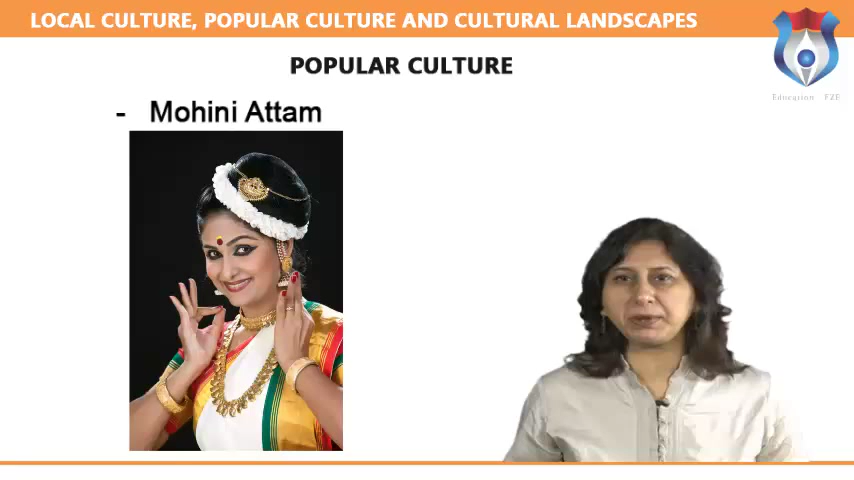 LOCAL CULTURE, POPULAR CULTURE AND CULTURAL LANDSCAPES
POPULAR CULTURE
- Mohini Attam
Education FZE